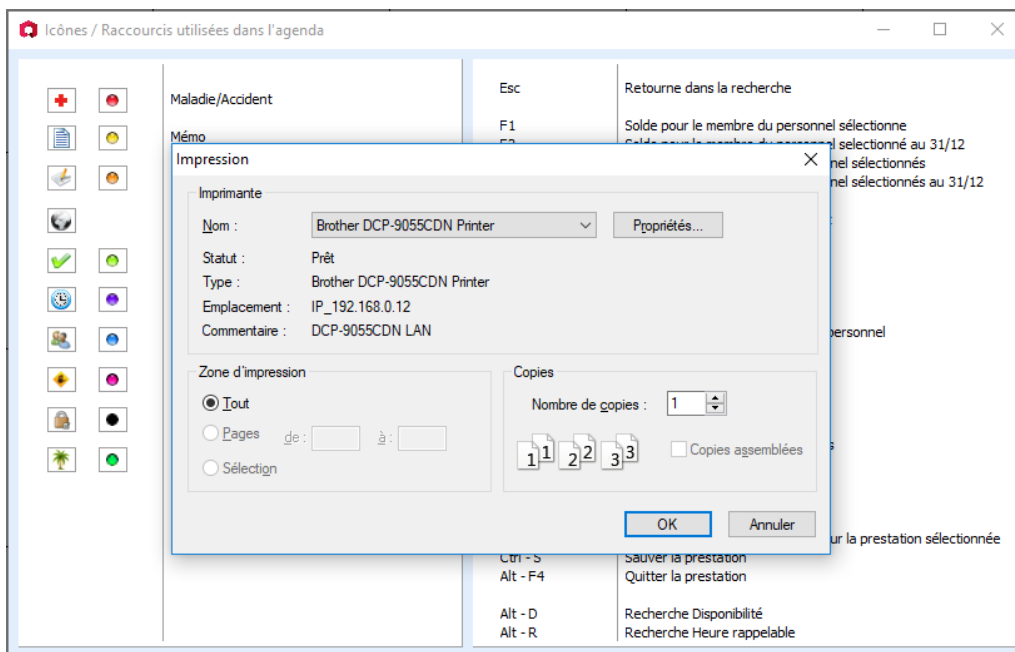 Icônes / Raccourcis utilisées dans l'agenda
Maladie/Accident
Mémo
Esc Retourne dans la recherche
F1 Solde pour le membre du personnel sélectionne
Solde pour le membre du personnel selectionné au 31/12
nel sélectionnés
nel sélectionnés au 31/12
personnel
ur la prestation sélectionnée
Ctrl - S Sauver la prestation
Alt - F4 Quitter la prestation
Alt - D Recherche Disponibilité
Alt - R Recherche Heure rappelable
Impression
Imprimante
Nom : Brother DCP-9055CDN Printer Propriétés...
Statut : Prêt
Type : Brother DCP-9055CDN Printer
Emplacement : IP_192.168.0.12
Commentaire : DCP-9055CDN LAN
Zone d'impression
Tout
Pages de : à :
Sélection
Copies
Nombre de copies : 1
1 1 2 2 3 3
Copies assemblées
OK Annuler